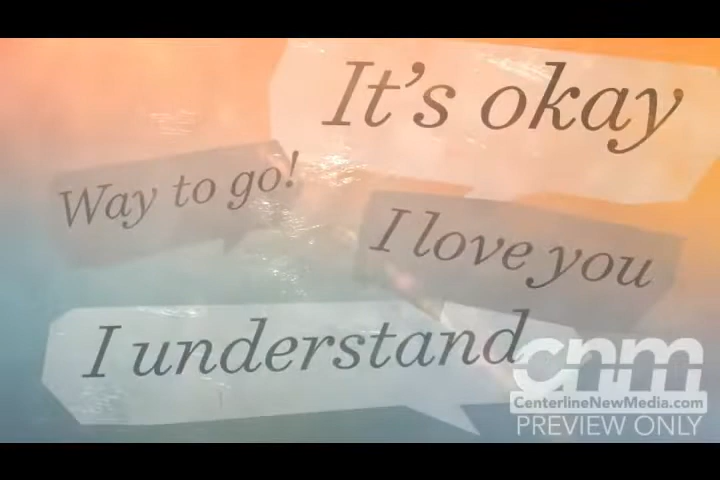 It's okay
Way to go!
I love you
I understand
cnm
CenterlineNewMedia.com
PREVIEW ONLY